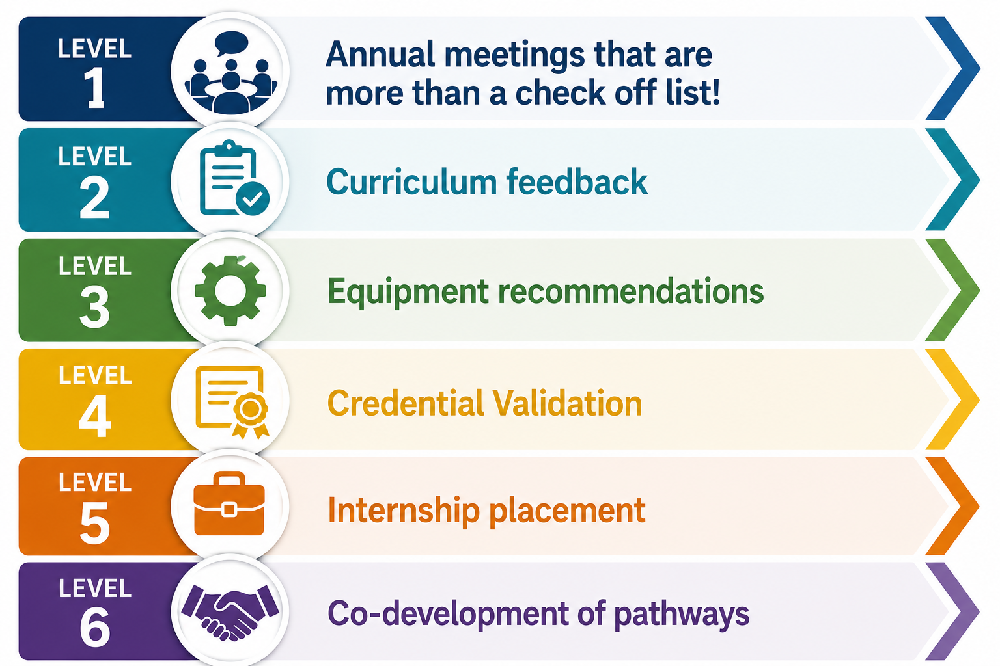 LEVEL
1
Annual meetings that are
more than a check off list!
LEVEL
2
Curriculum feedback
LEVEL
3
Equipment recommendations
LEVEL
4
Credential Validation
LEVEL
5
Internship placement
LEVEL
6
Co-development of pathways